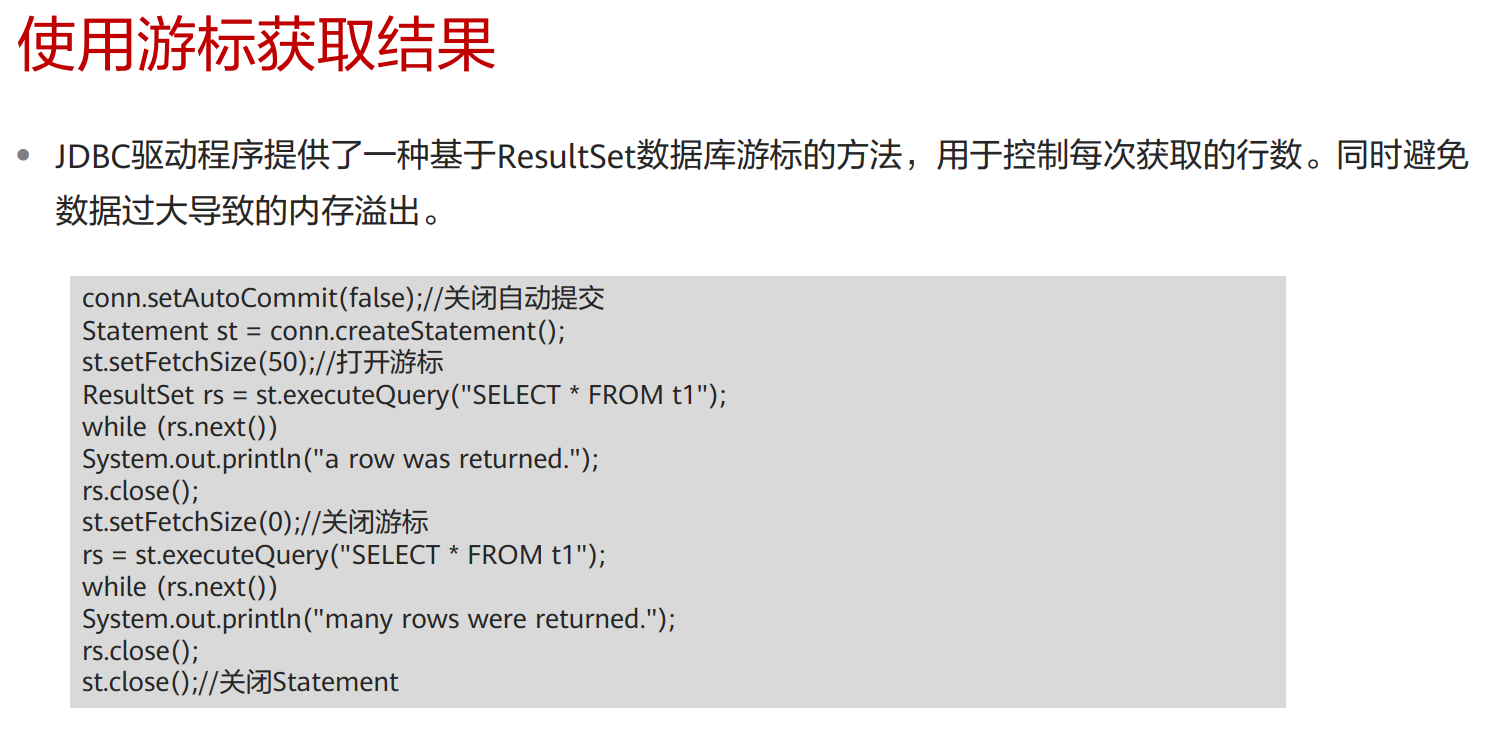 使用游标获取结果
JDBC驱动程序提供了一种基于ResultSet数据库游标的方法，用于控制每次获取的行数。同时避免
数据过大导致的内存溢出。
conn.setAutoCommit(false);//关闭自动提交
Statement st = conn.createStatement();
st.setFetchSize(50);//打开游标
ResultSet rs = st.executeQuery("SELECT * FROM t1");
while (rs.next())
System.out.println("a row was returned.");
rs.close();
st.setFetchSize(0);//关闭游标
rs = st.executeQuery("SELECT * FROM t1");
while (rs.next())
System.out.println("many rows were returned.");
rs.close();
st.close();//关闭Statement